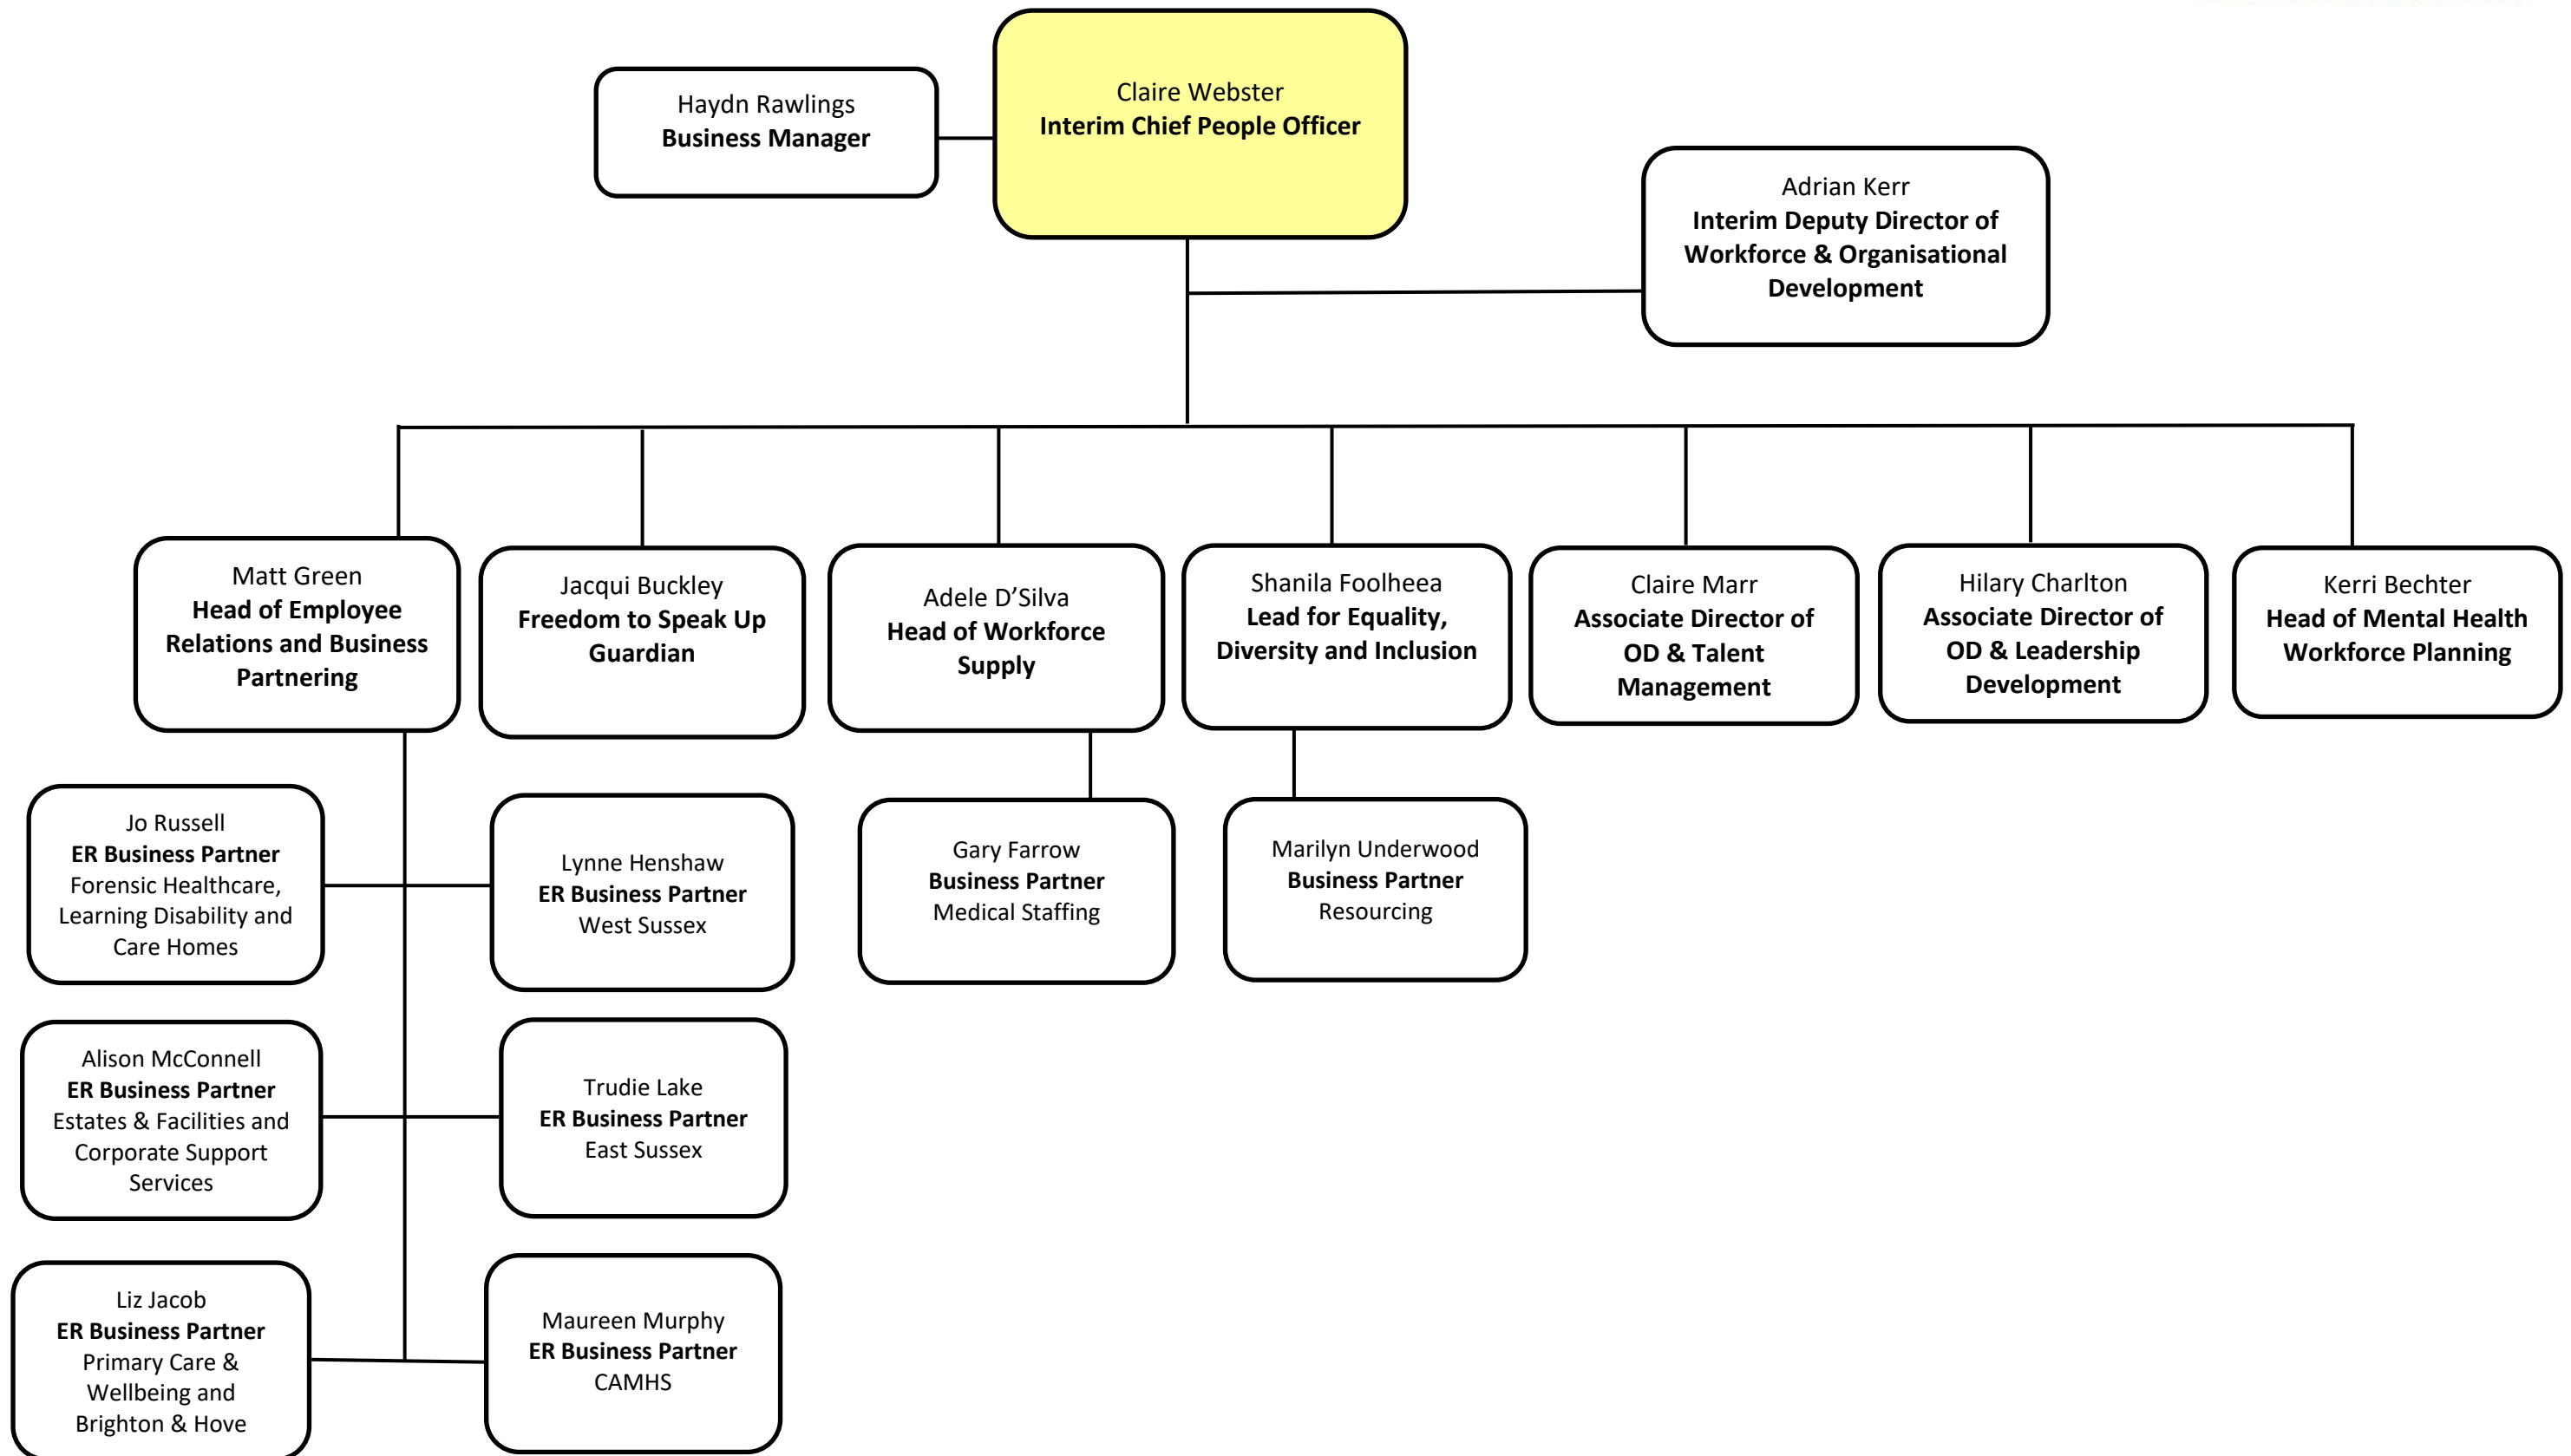 Haydn Rawlings
Business Manager
Claire Webster
Interim Chief People Officer
Adrian Kerr
Interim Deputy Director of
Workforce & Organisational
Development
Matt Green
Head of Employee
Relations and Business
Partnering
Jacqui Buckley
Freedom to Speak Up
Guardian
Adele D’Silva
Head of Workforce
Supply
Shanila Foolheea
Lead for Equality,
Diversity and Inclusion
Claire Marr
Associate Director of
OD & Talent
Management
Hilary Charlton
Associate Director of
OD & Leadership
Development
Kerri Bechter
Head of Mental Health
Workforce Planning
Jo Russell
ER Business Partner
Forensic Healthcare,
Learning Disability and
Care Homes
Lynne Henshaw
ER Business Partner
West Sussex
Gary Farrow
Business Partner
Medical Staffing
Marilyn Underwood
Business Partner
Resourcing
Alison McConnell
ER Business Partner
Estates & Facilities and
Corporate Support
Services
Trudie Lake
ER Business Partner
East Sussex
Liz Jacob
ER Business Partner
Primary Care &
Wellbeing and
Brighton & Hove
Maureen Murphy
ER Business Partner
CAMHS